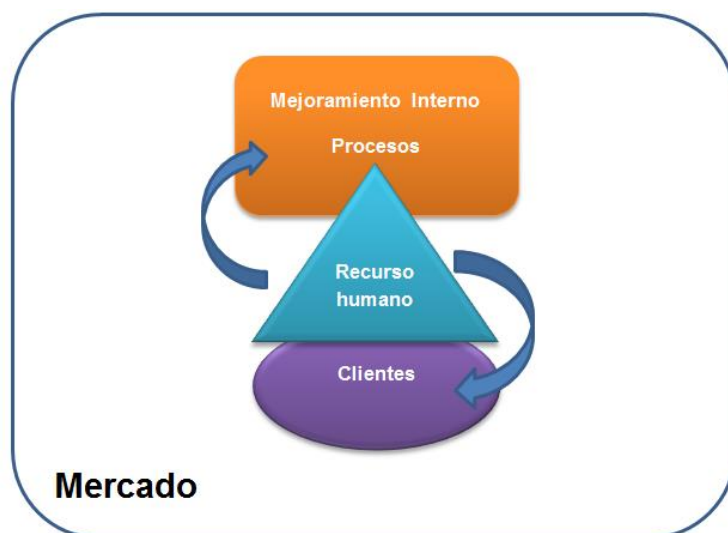 Mejoramiento Interno
Procesos
Recurso
humano
Clientes
Mercado